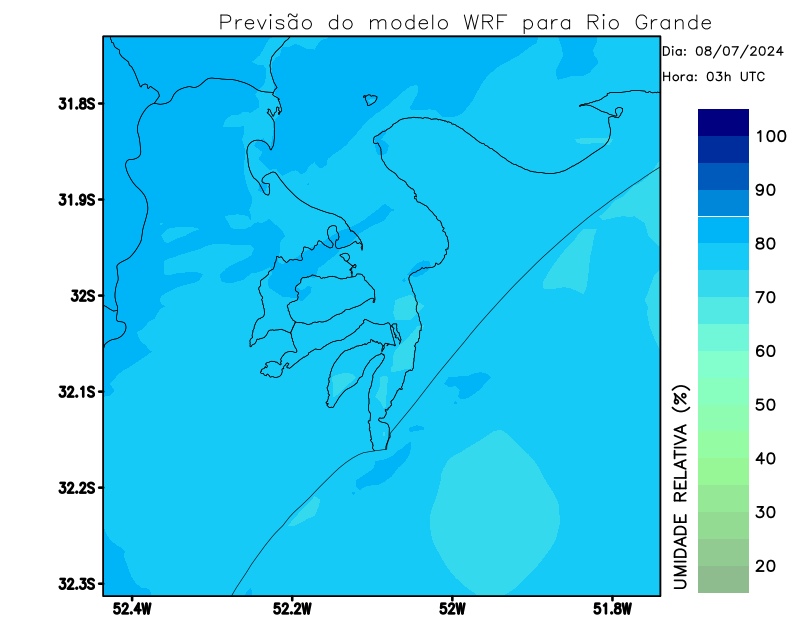 Previsão do modelo WRF para Rio Grande
Dia: 08/07/2024
Hora: 03h UTC
31.8S
31.9S
32S
32.1S
32.2S
32.3S
52.4W
52.2W
52W
51.8W
100
90
80
70
60
50
40
30
20
UMIDADE RELATIVA (%)